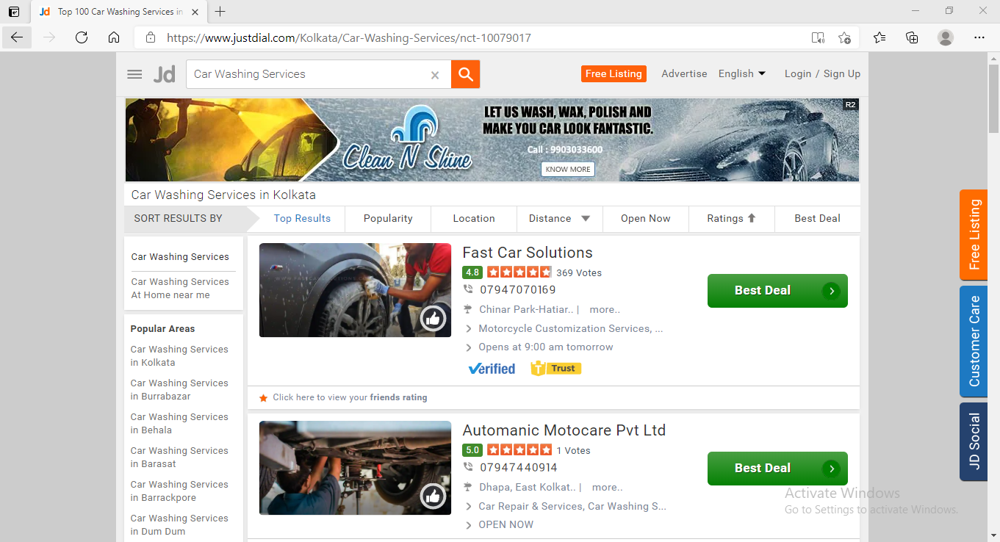 Jd Top 100 Car Washing Services in
https://www.justdial.com/Kolkata/Car-Washing-Services/nct-10079017
Jd
Car Washing Services
Free Listing
Advertise
English
Login / Sign Up
Clean N Shine
LET US WASH, WAX, POLISH AND
MAKE YOU CAR LOOK FANTASTIC.
Call : 9903033600
KNOW MORE
R2
Car Washing Services in Kolkata
SORT RESULTS BY
Top Results
Popularity
Location
Distance
Open Now
Ratings
Best Deal
Car Washing Services
Car Washing Services
At Home near me
Popular Areas
Car Washing Services
in Kolkata
Car Washing Services
in Burrabazar
Car Washing Services
in Behala
Car Washing Services
in Barasat
Car Washing Services
in Barrackpore
Car Washing Services
in Dum Dum
Fast Car Solutions
4.8 369 Votes
07947070169
Chinar Park-Hatiar.. | more..
Motorcycle Customization Services, ...
Opens at 9:00 am tomorrow
Verified
T Trust
Best Deal
Click here to view your friends rating
Automanic Motocare Pvt Ltd
5.0 1 Votes
07947440914
Dhapa, East Kolkat.. | more..
Car Repair & Services, Car Washing S...
OPEN NOW
Best Deal
Free Listing
Customer Care
JD Social
Activate Windows
Go to Settings to activate Windows.